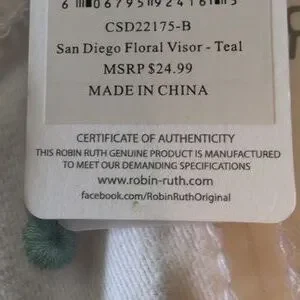 CSD22175-B
San Diego Floral Visor - Teal
MSRP $24.99
MADE IN CHINA
CERTIFICATE OF AUTHENTICITY
THIS ROBIN RUTH GENUINE PRODUCT IS MANUFACTURED
TO MEET OUR DEMANDING SPECIFICATIONS
www.robin-ruth.com
facebook.com/RobinRuthOriginal